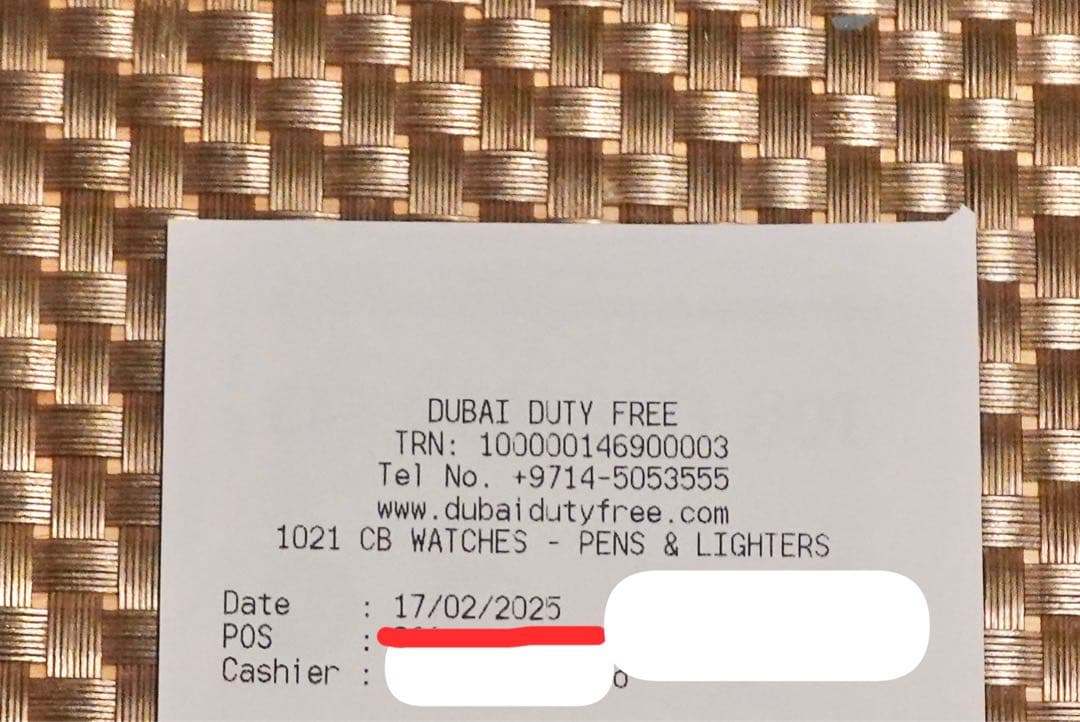 DUBAI DUTY FREE
TRN: 100000146900003
Tel No. +9714-5053555
www.dubaidutyfree.com
1021 CB WATCHES - PENS & LIGHTERS
Date : 17/02/2025
POS :
Cashier :